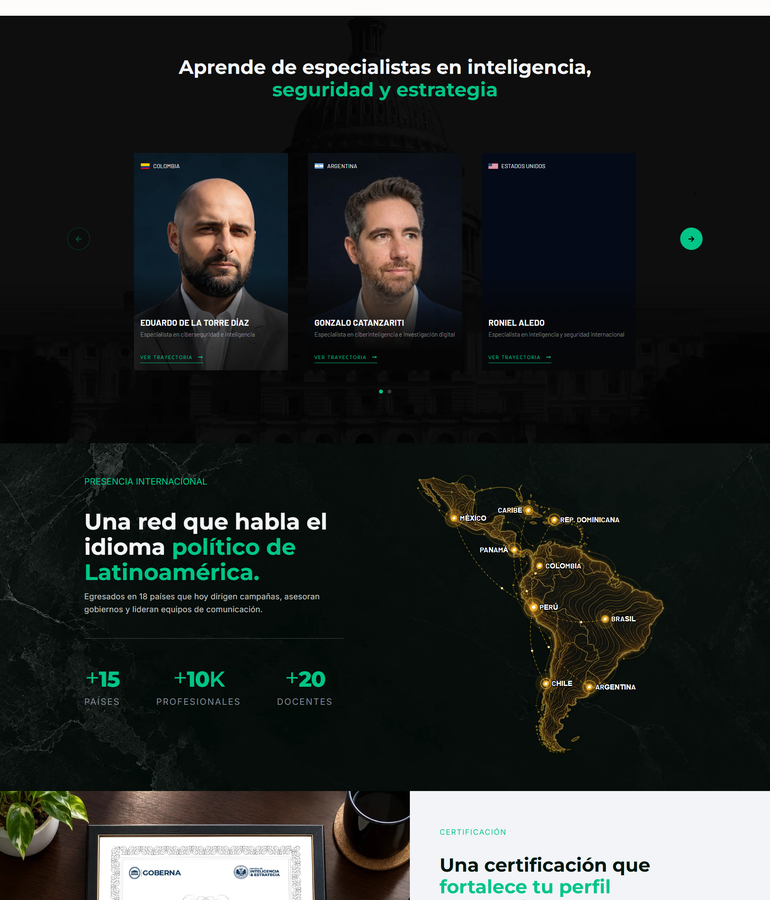 Aprende de especialistas en inteligencia,
seguridad y estrategia
COLOMBIA
EDUARDO DE LA TORRE DÍAZ
Especialista en ciberseguridad e inteligencia
VER TRAYECTORIA →
ARGENTINA
GONZALO CATANZARITI
Especialista en ciberinteligencia e investigación digital
VER TRAYECTORIA →
ESTADOS UNIDOS
RONIEL ALEDO
Especialista en inteligencia y seguridad internacional
VER TRAYECTORIA →
PRESENCIA INTERNACIONAL
Una red que habla el
idioma político de
Latinoamérica.
Egresados en 18 países que hoy dirigen campañas, asesoran
gobiernos y lideran equipos de comunicación.
+15
PAÍSES
+10K
PROFESIONALES
+20
DOCENTES
MÉXICO
CARIBE
REP. DOMINICANA
PANAMÁ
COLOMBIA
PERÚ
BRASIL
CHILE
ARGENTINA
GOBERNA
INTELIGENCIA
& ESTRATEGIA
CERTIFICACIÓN
Una certificación que
fortalece tu perfil